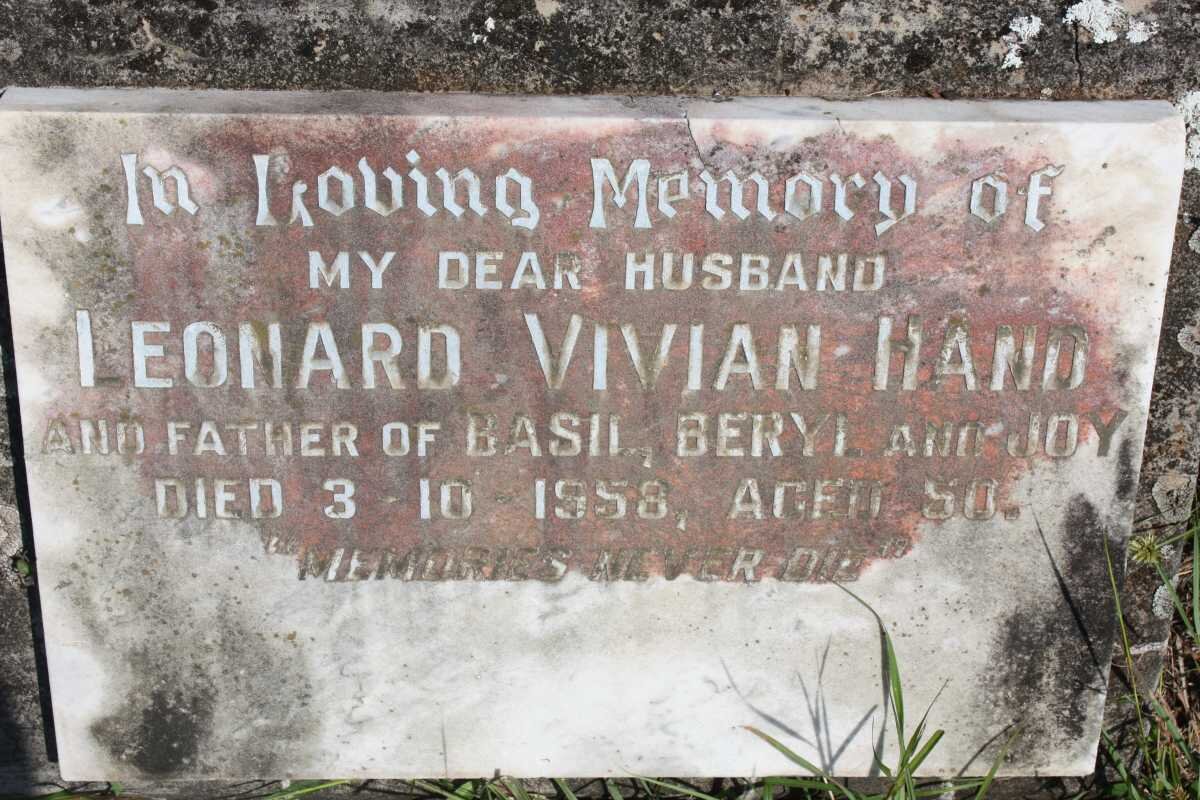 In Loving Memory of
MY DEAR HUSBAND
LEONARD VIVIAN HAND
AND FATHER OF BASIL, BERYL AND JOY
DIED 3-10-1958, AGED 50.
"MEMORIES NEVER DIE"